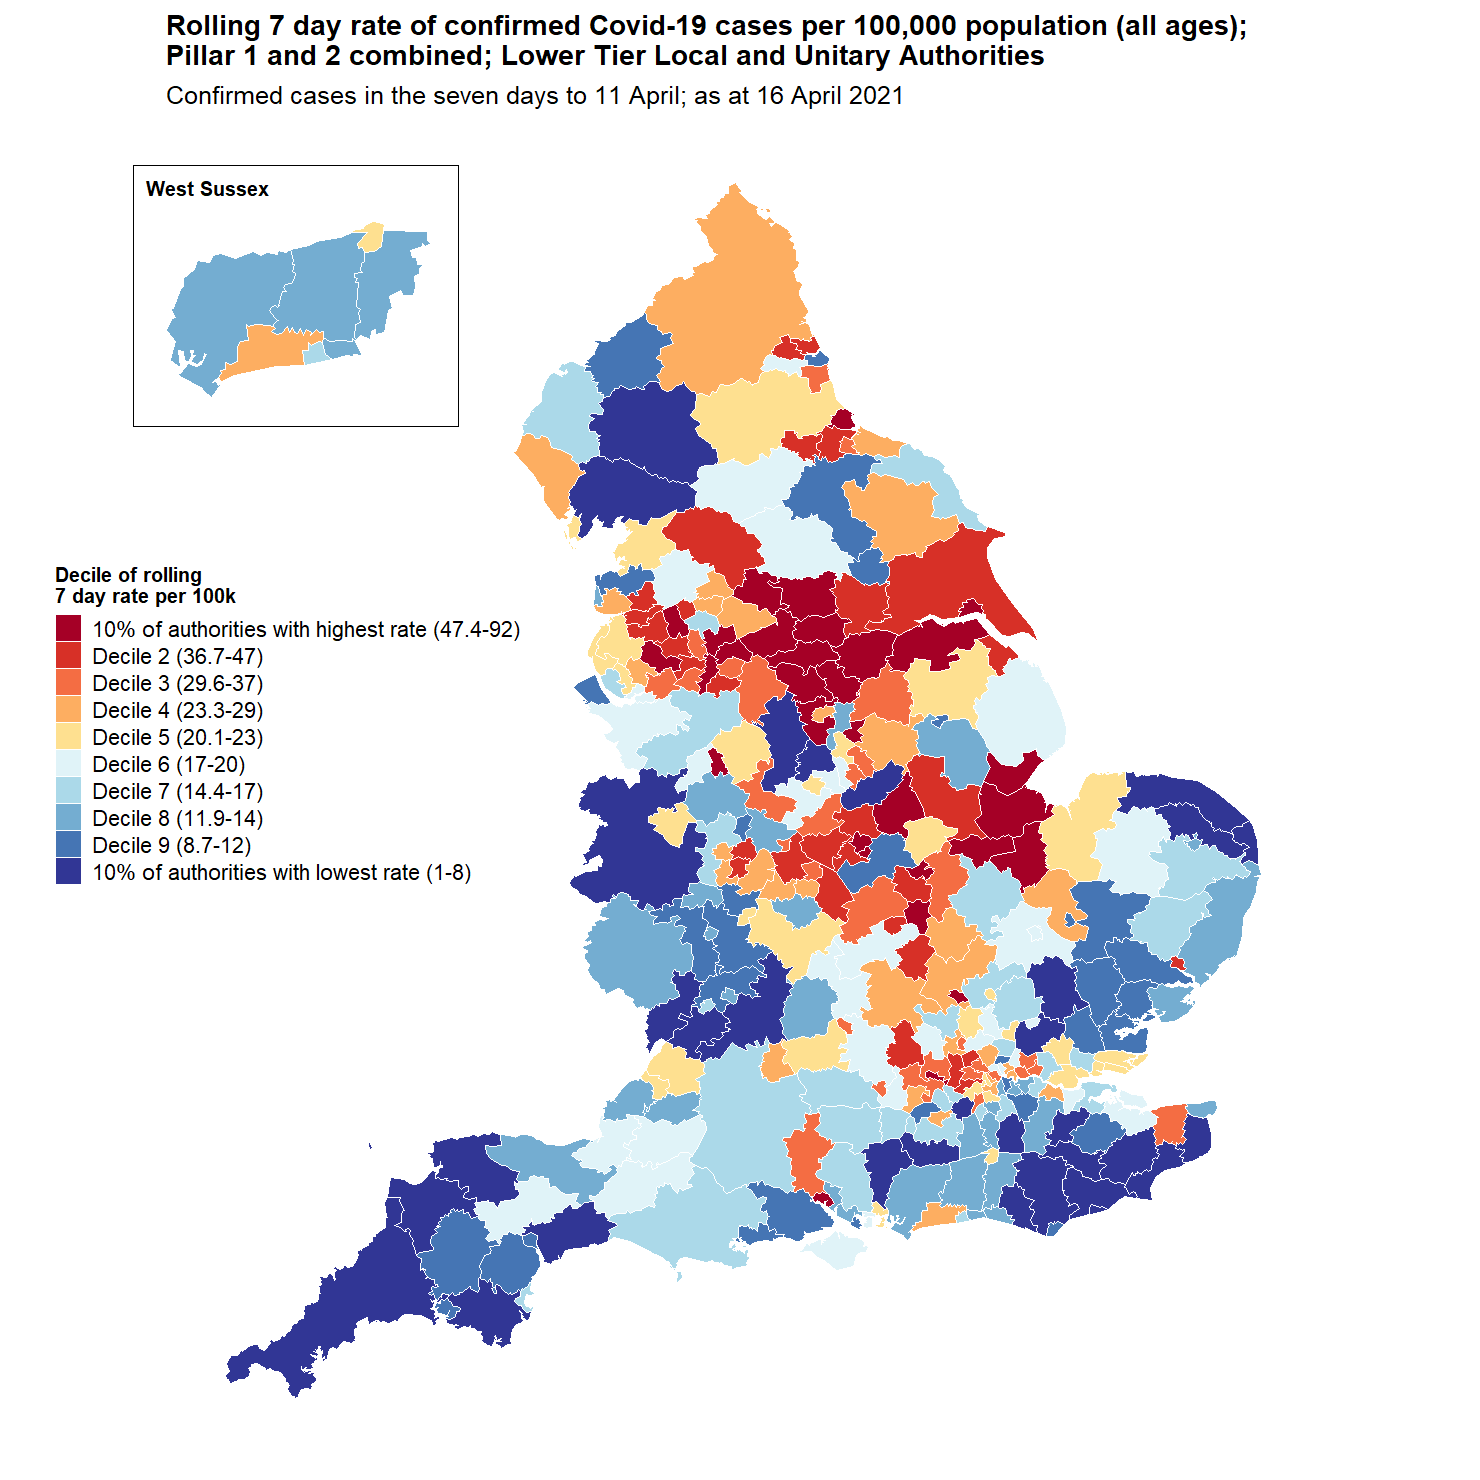 Rolling 7 day rate of confirmed Covid-19 cases per 100,000 population (all ages);
Pillar 1 and 2 combined; Lower Tier Local and Unitary Authorities
Confirmed cases in the seven days to 11 April; as at 16 April 2021
West Sussex
Decile of rolling
7 day rate per 100k
10% of authorities with highest rate (47.4-92)
Decile 2 (36.7-47)
Decile 3 (29.6-37)
Decile 4 (23.3-29)
Decile 5 (20.1-23)
Decile 6 (17-20)
Decile 7 (14.4-17)
Decile 8 (11.9-14)
Decile 9 (8.7-12)
10% of authorities with lowest rate (1-8)